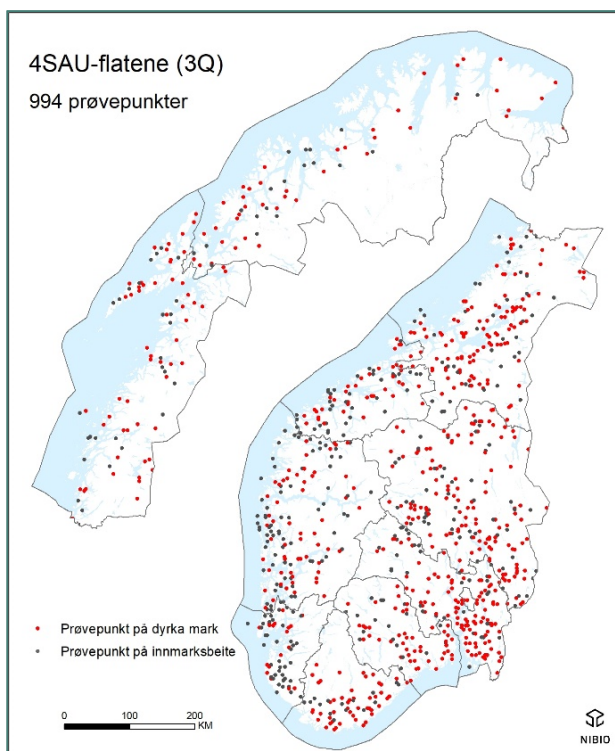 4SAU-flatene (3Q)
994 prøvepunkter
Prøvepunkt på dyrka mark
Prøvepunkt på innmarksbeite
0 100 200
KM
NIBIO